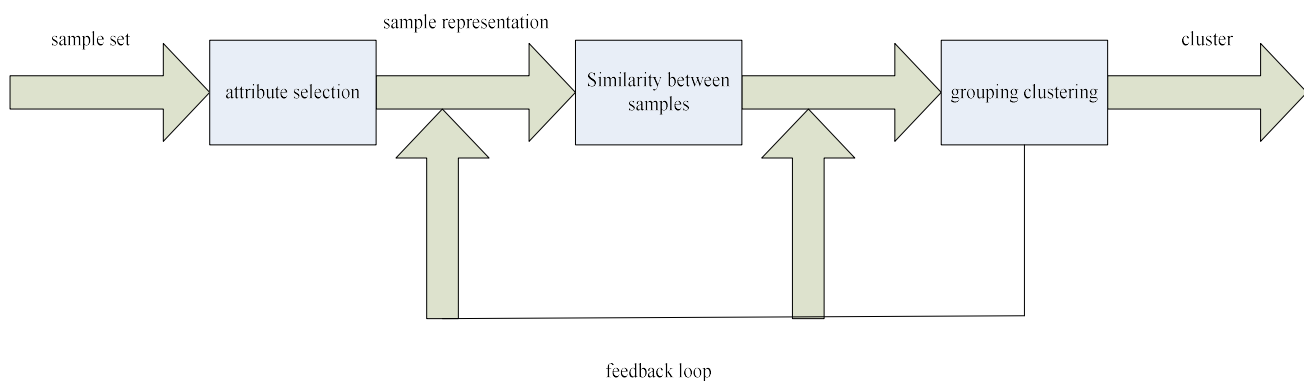 sample set
sample representation
cluster
attribute selection
Similarity between
samples
grouping clustering
feedback loop